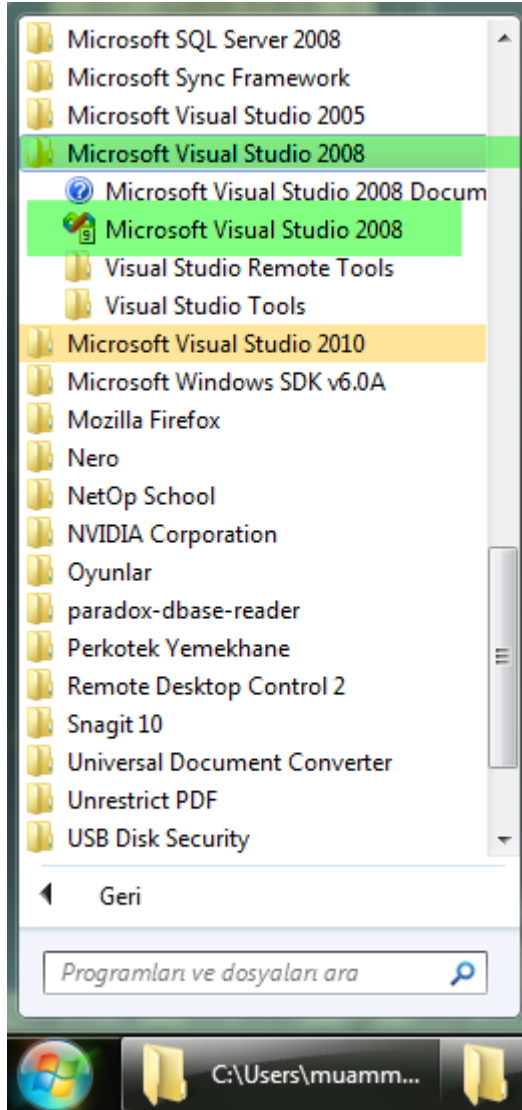 Microsoft SQL Server 2008
Microsoft Sync Framework
Microsoft Visual Studio 2005
Microsoft Visual Studio 2008
Microsoft Visual Studio 2008 Docum
Microsoft Visual Studio 2008
Visual Studio Remote Tools
Visual Studio Tools
Microsoft Visual Studio 2010
Microsoft Windows SDK v6.0A
Mozilla Firefox
Nero
NetOp School
NVIDIA Corporation
Oyunlar
paradox-dbase-reader
Perkotek Yemekhane
Remote Desktop Control 2
Snagit 10
Universal Document Converter
Unrestrict PDF
USB Disk Security
Geri
Programları ve dosyaları ara
C:\Users\muamm...